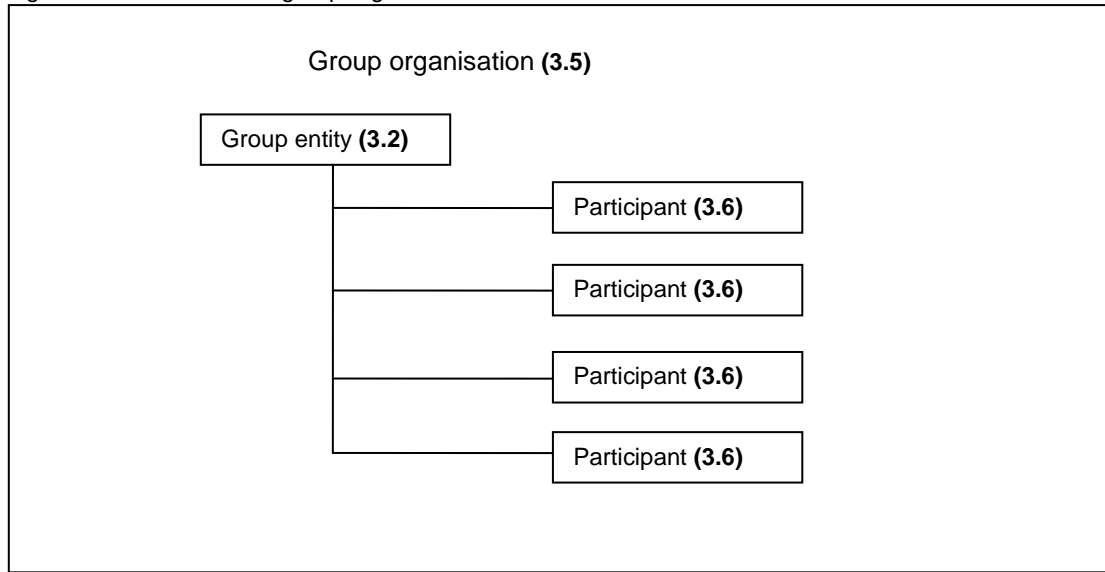 Group organisation (3.5)
Group entity (3.2)
Participant (3.6)
Participant (3.6)
Participant (3.6)
Participant (3.6)